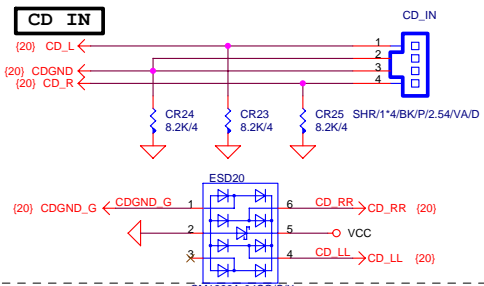 CD IN
CD_IN
{20} CD_L
1
2
{20} CDGND
3
{20} CD_R
4
CR24
8.2K/4
CR23
8.2K/4
CR25
8.2K/4
SHR/1*4/BK/P/2.54/VA/D
ESD20
{20} CDGND_G
CDGND_G
1
6
CD_RR
CD_RR {20}
2
5
VCC
3
4
CD_LL
CD_LL {20}